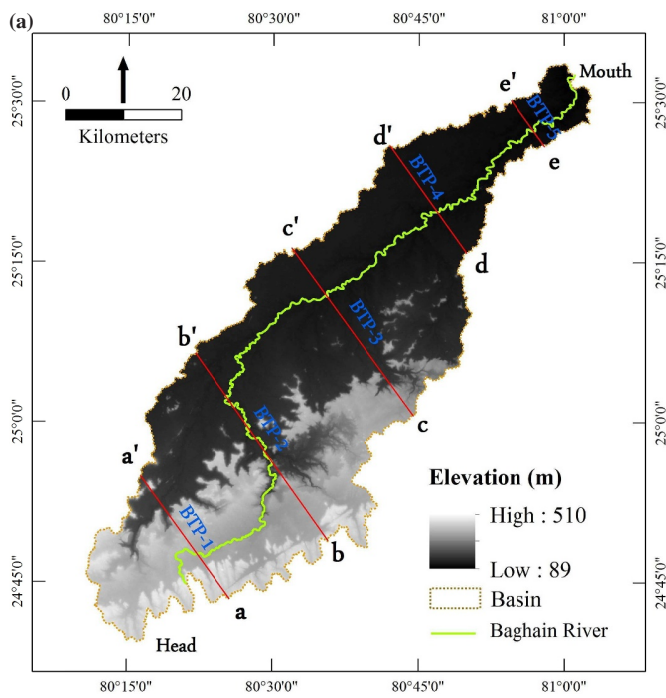 (a)
80°15'0" 80°30'0" 80°45'0" 81°0'0"
0 20
Kilometers
Mouth
e'
BTP-5
e
d'
BTP-4
d
c'
BTP-3
c
b'
BTP-2
b
a'
BTP-1
a
Head
25°30'0"
25°15'0"
25°0'0"
24°45'0"
25°30'0"
25°15'0"
25°0'0"
24°45'0"
Elevation (m)
High : 510
Low : 89
Basin
Baghain River
80°15'0" 80°30'0" 80°45'0" 81°0'0"